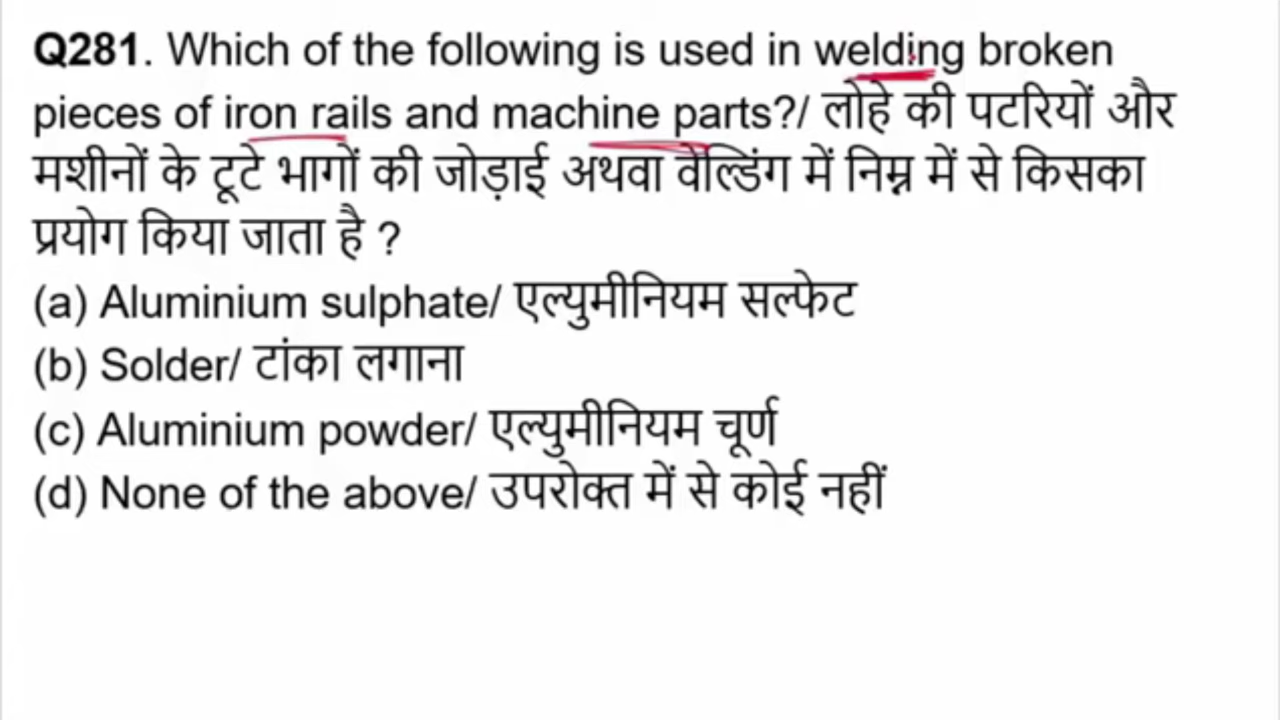 Q281. Which of the following is used in welding broken
pieces of iron rails and machine parts?/ लोहे की पटरियों और
मशीनों के टूटे भागों की जोड़ाई अथवा वेल्डिंग में निम्न में से किसका
प्रयोग किया जाता है ?
(a) Aluminium sulphate/ एल्युमीनियम सल्फेट
(b) Solder/ टांका लगाना
(c) Aluminium powder/ एल्युमीनियम चूर्ण
(d) None of the above/ उपरोक्त में से कोई नहीं